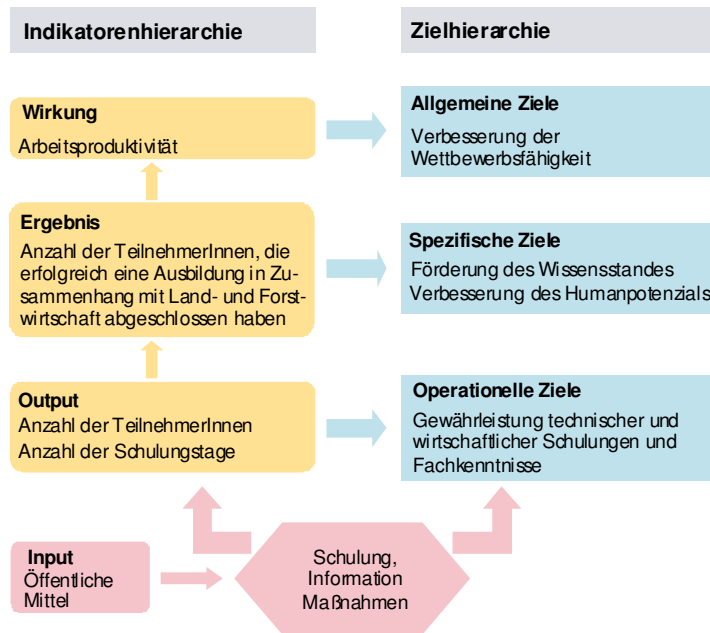 Indikatorenhierarchie
Zielhierarchie
Wirkung
Arbeitsproduktivität
Allgemeine Ziele
Verbesserung der
Wettbewerbsfähigkeit
Ergebnis
Anzahl der TeilnehmerInnen, die
erfolgreich eine Ausbildung in Zu-
sammenhang mit Land- und Forst-
wirtschaft abgeschlossen haben
Spezifische Ziele
Förderung des Wissensstandes
Verbesserung des Humanpotenzials
Output
Anzahl der TeilnehmerInnen
Anzahl der Schulungstage
Operationelle Ziele
Gewährleistung technischer und
wirtschaftlicher Schulungen und
Fachkenntnisse
Input
Öffentliche
Mittel
Schulung,
Information
Maßnahmen